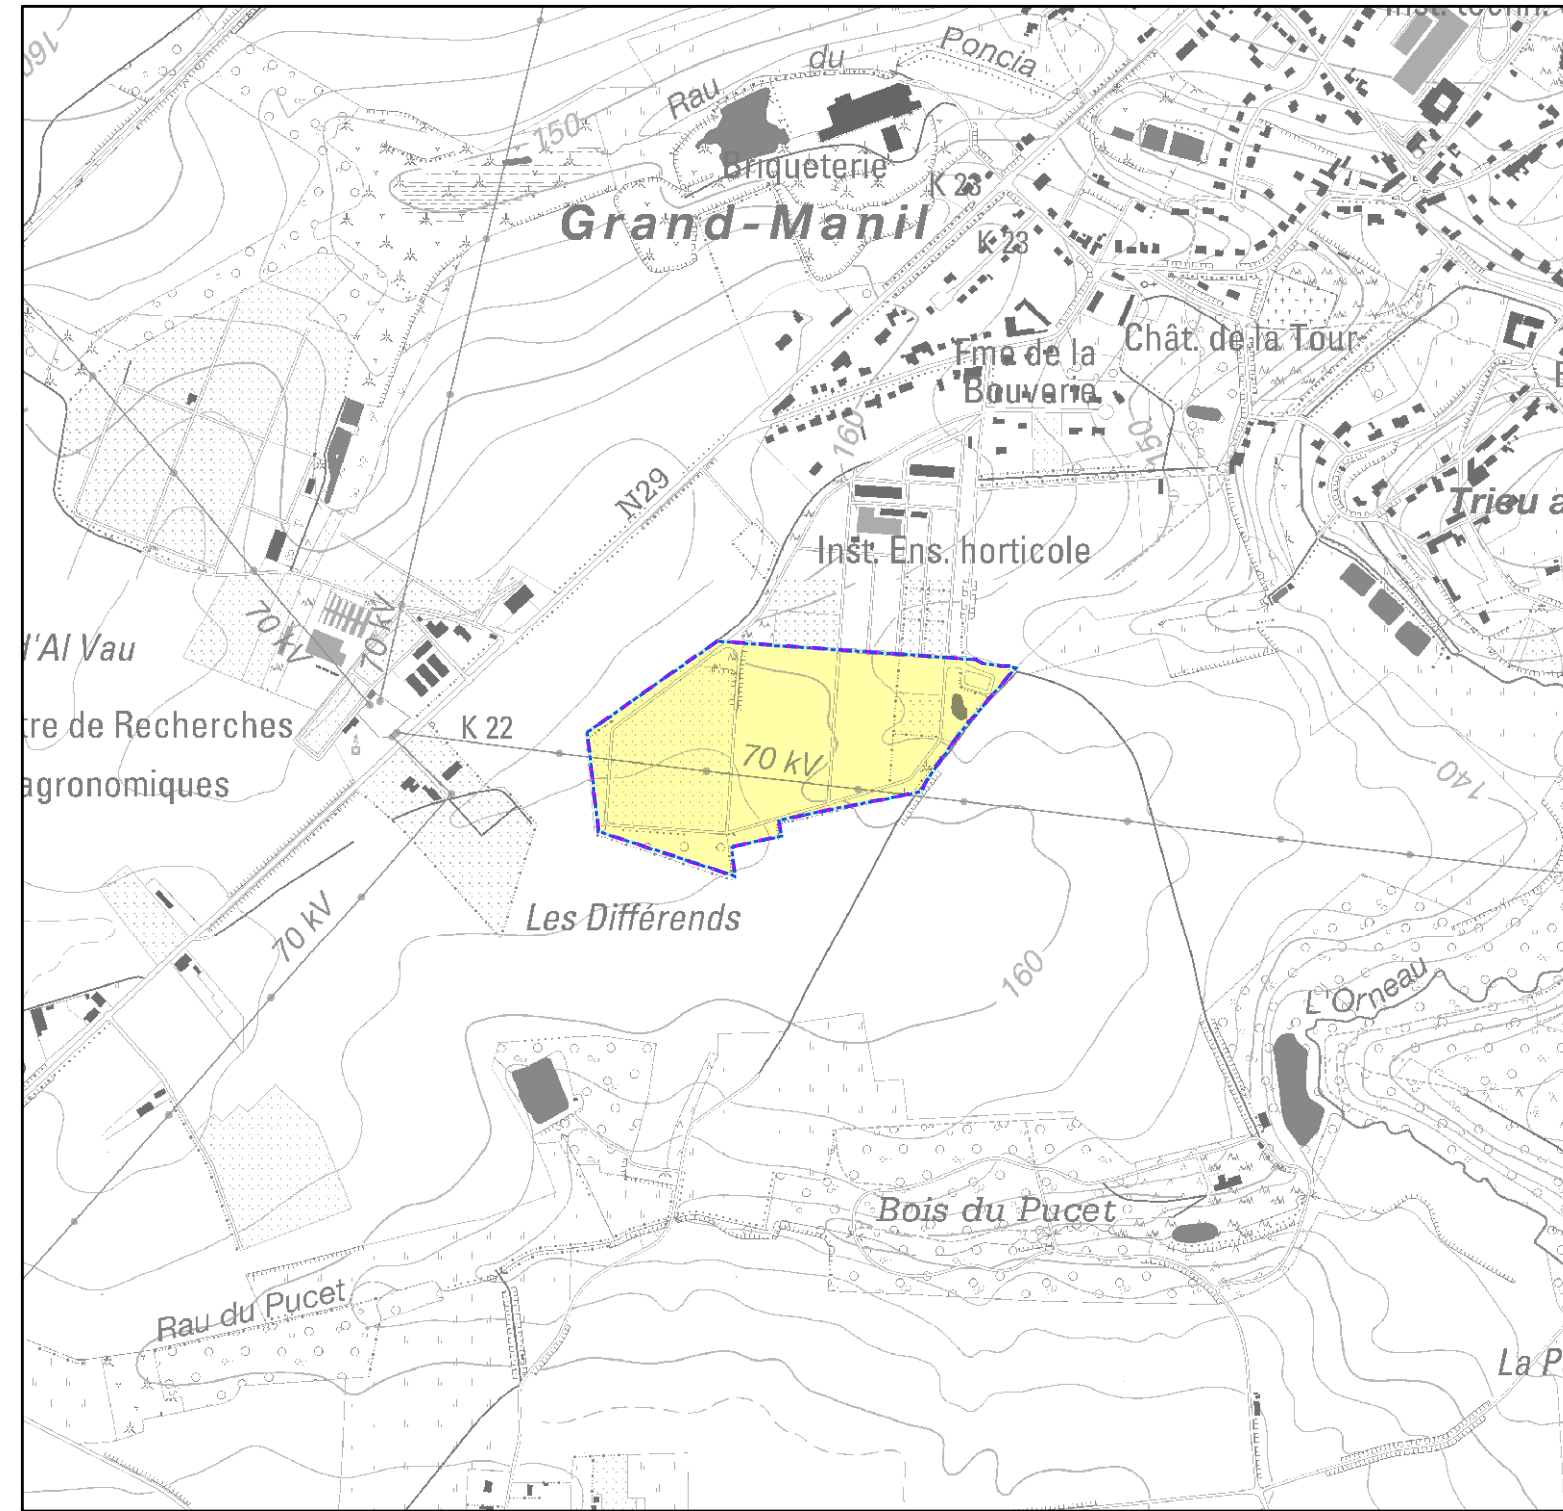 160
Rau du Poncia
150
Briqueterie
K 23
Grand-Manil
K 23
Chât. de la Tour
Fme de la
Bouverie
160
150
N29
Trieu a
Inst. Ens. horticole
70 kV
70 kV
l'Al Vau
tre de Recherches
K 22
agronomiques
70 kV
140
Les Différends
70 kV
160
L'Orneau
Bois du Pucet
Rau du Pucet
La P